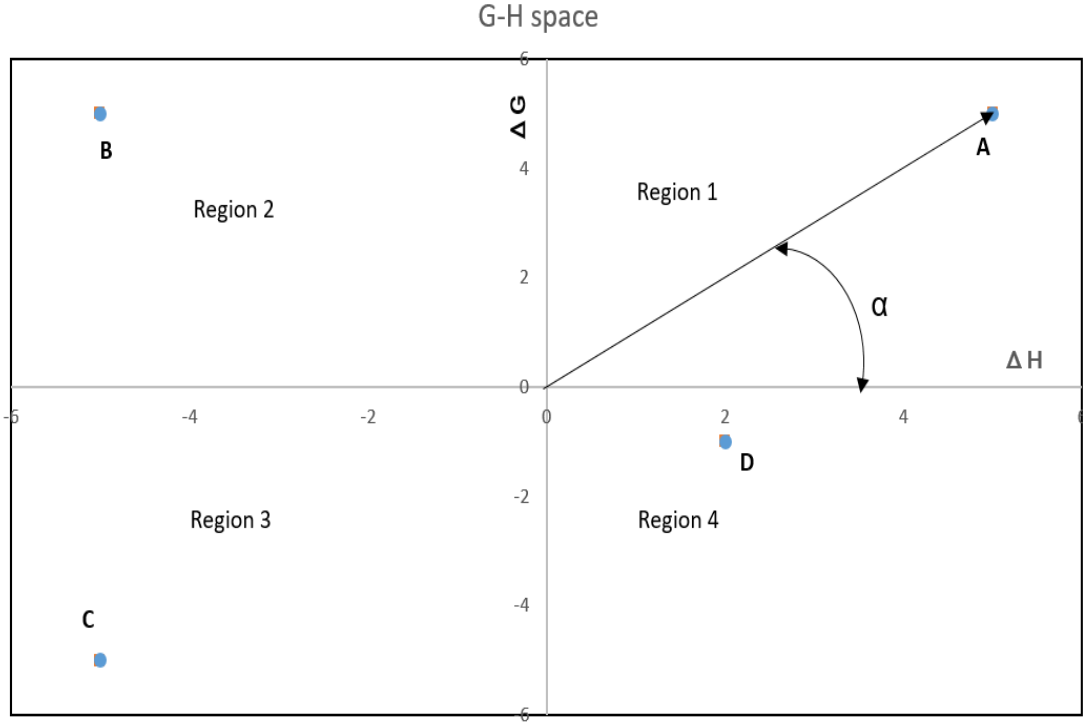 G-H space
6
Δ G
B
A
4
Region 1
Region 2
2
α
Δ H
0
-6
-4
-2
0
2
4
6
D
-2
Region 3
Region 4
-4
C
-6